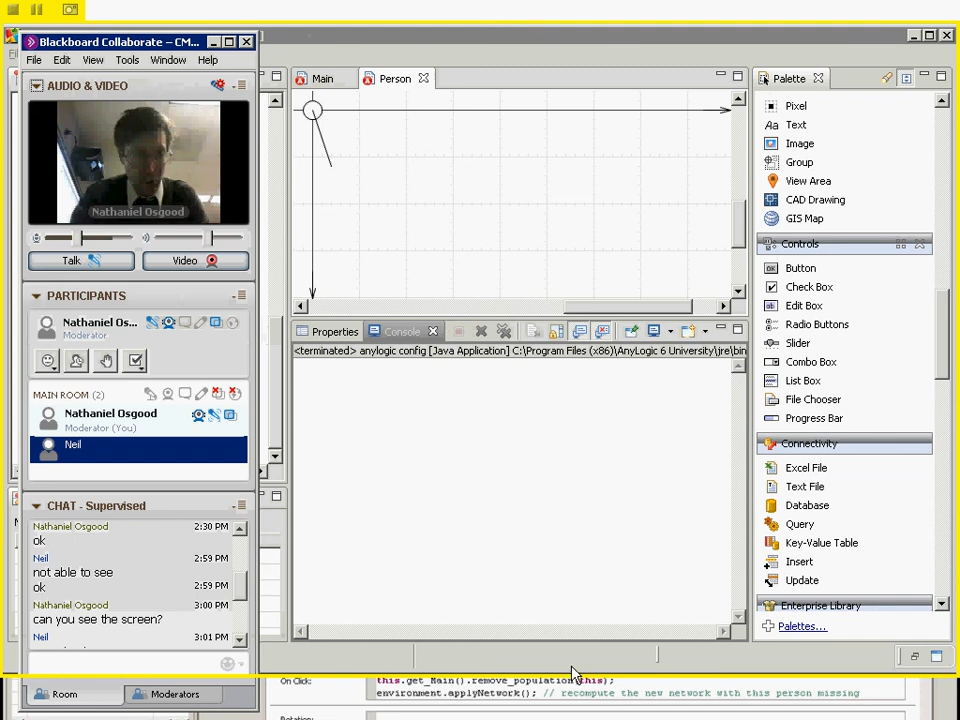 Blackboard Collaborate – CM...
File Edit View Tools Window Help
AUDIO & VIDEO
Nathaniel Osgood
Talk
Video
PARTICIPANTS
Nathaniel Os...
Moderator
MAIN ROOM (2)
Nathaniel Osgood
Moderator (You)
Neil
CHAT - Supervised
Nathaniel Osgood 2:30 PM
ok
Neil 2:59 PM
not able to see
ok 2:59 PM
Nathaniel Osgood 3:00 PM
can you see the screen?
Neil 3:01 PM
Room
Moderators
Main
Person
Properties
Console
<terminated> anylogic config [Java Application] C:\Program Files (x86)\AnyLogic 6 University\jre\bin
Palette
Pixel
Aa Text
Image
Group
View Area
CAD Drawing
GIS Map
Controls
OK Button
Check Box
Edit Box
Radio Buttons
Slider
Combo Box
List Box
File Chooser
Progress Bar
Connectivity
Excel File
Text File
Database
Query
Key-Value Table
Insert
Update
Enterprise Library
Palettes...
On Click:
this.get_Main().remove_population(this);
environment.applyNetwork(); // recompute the new network with this person missing
Rotation: